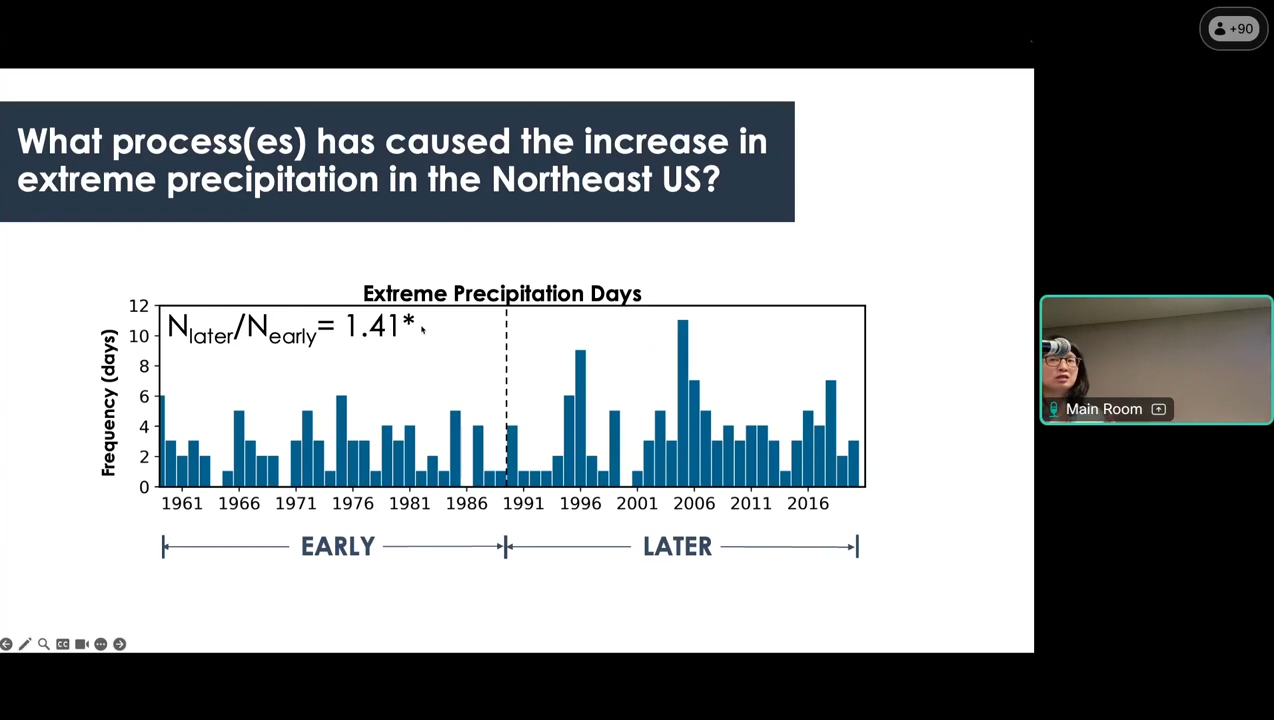 +90
What process(es) has caused the increase in
extreme precipitation in the Northeast US?
Extreme Precipitation Days
Nlater/Nearly= 1.41*
Frequency (days)
12
10
8
6
4
2
0
1961 1966 1971 1976 1981 1986 1991 1996 2001 2006 2011 2016
EARLY LATER
CC
Main Room